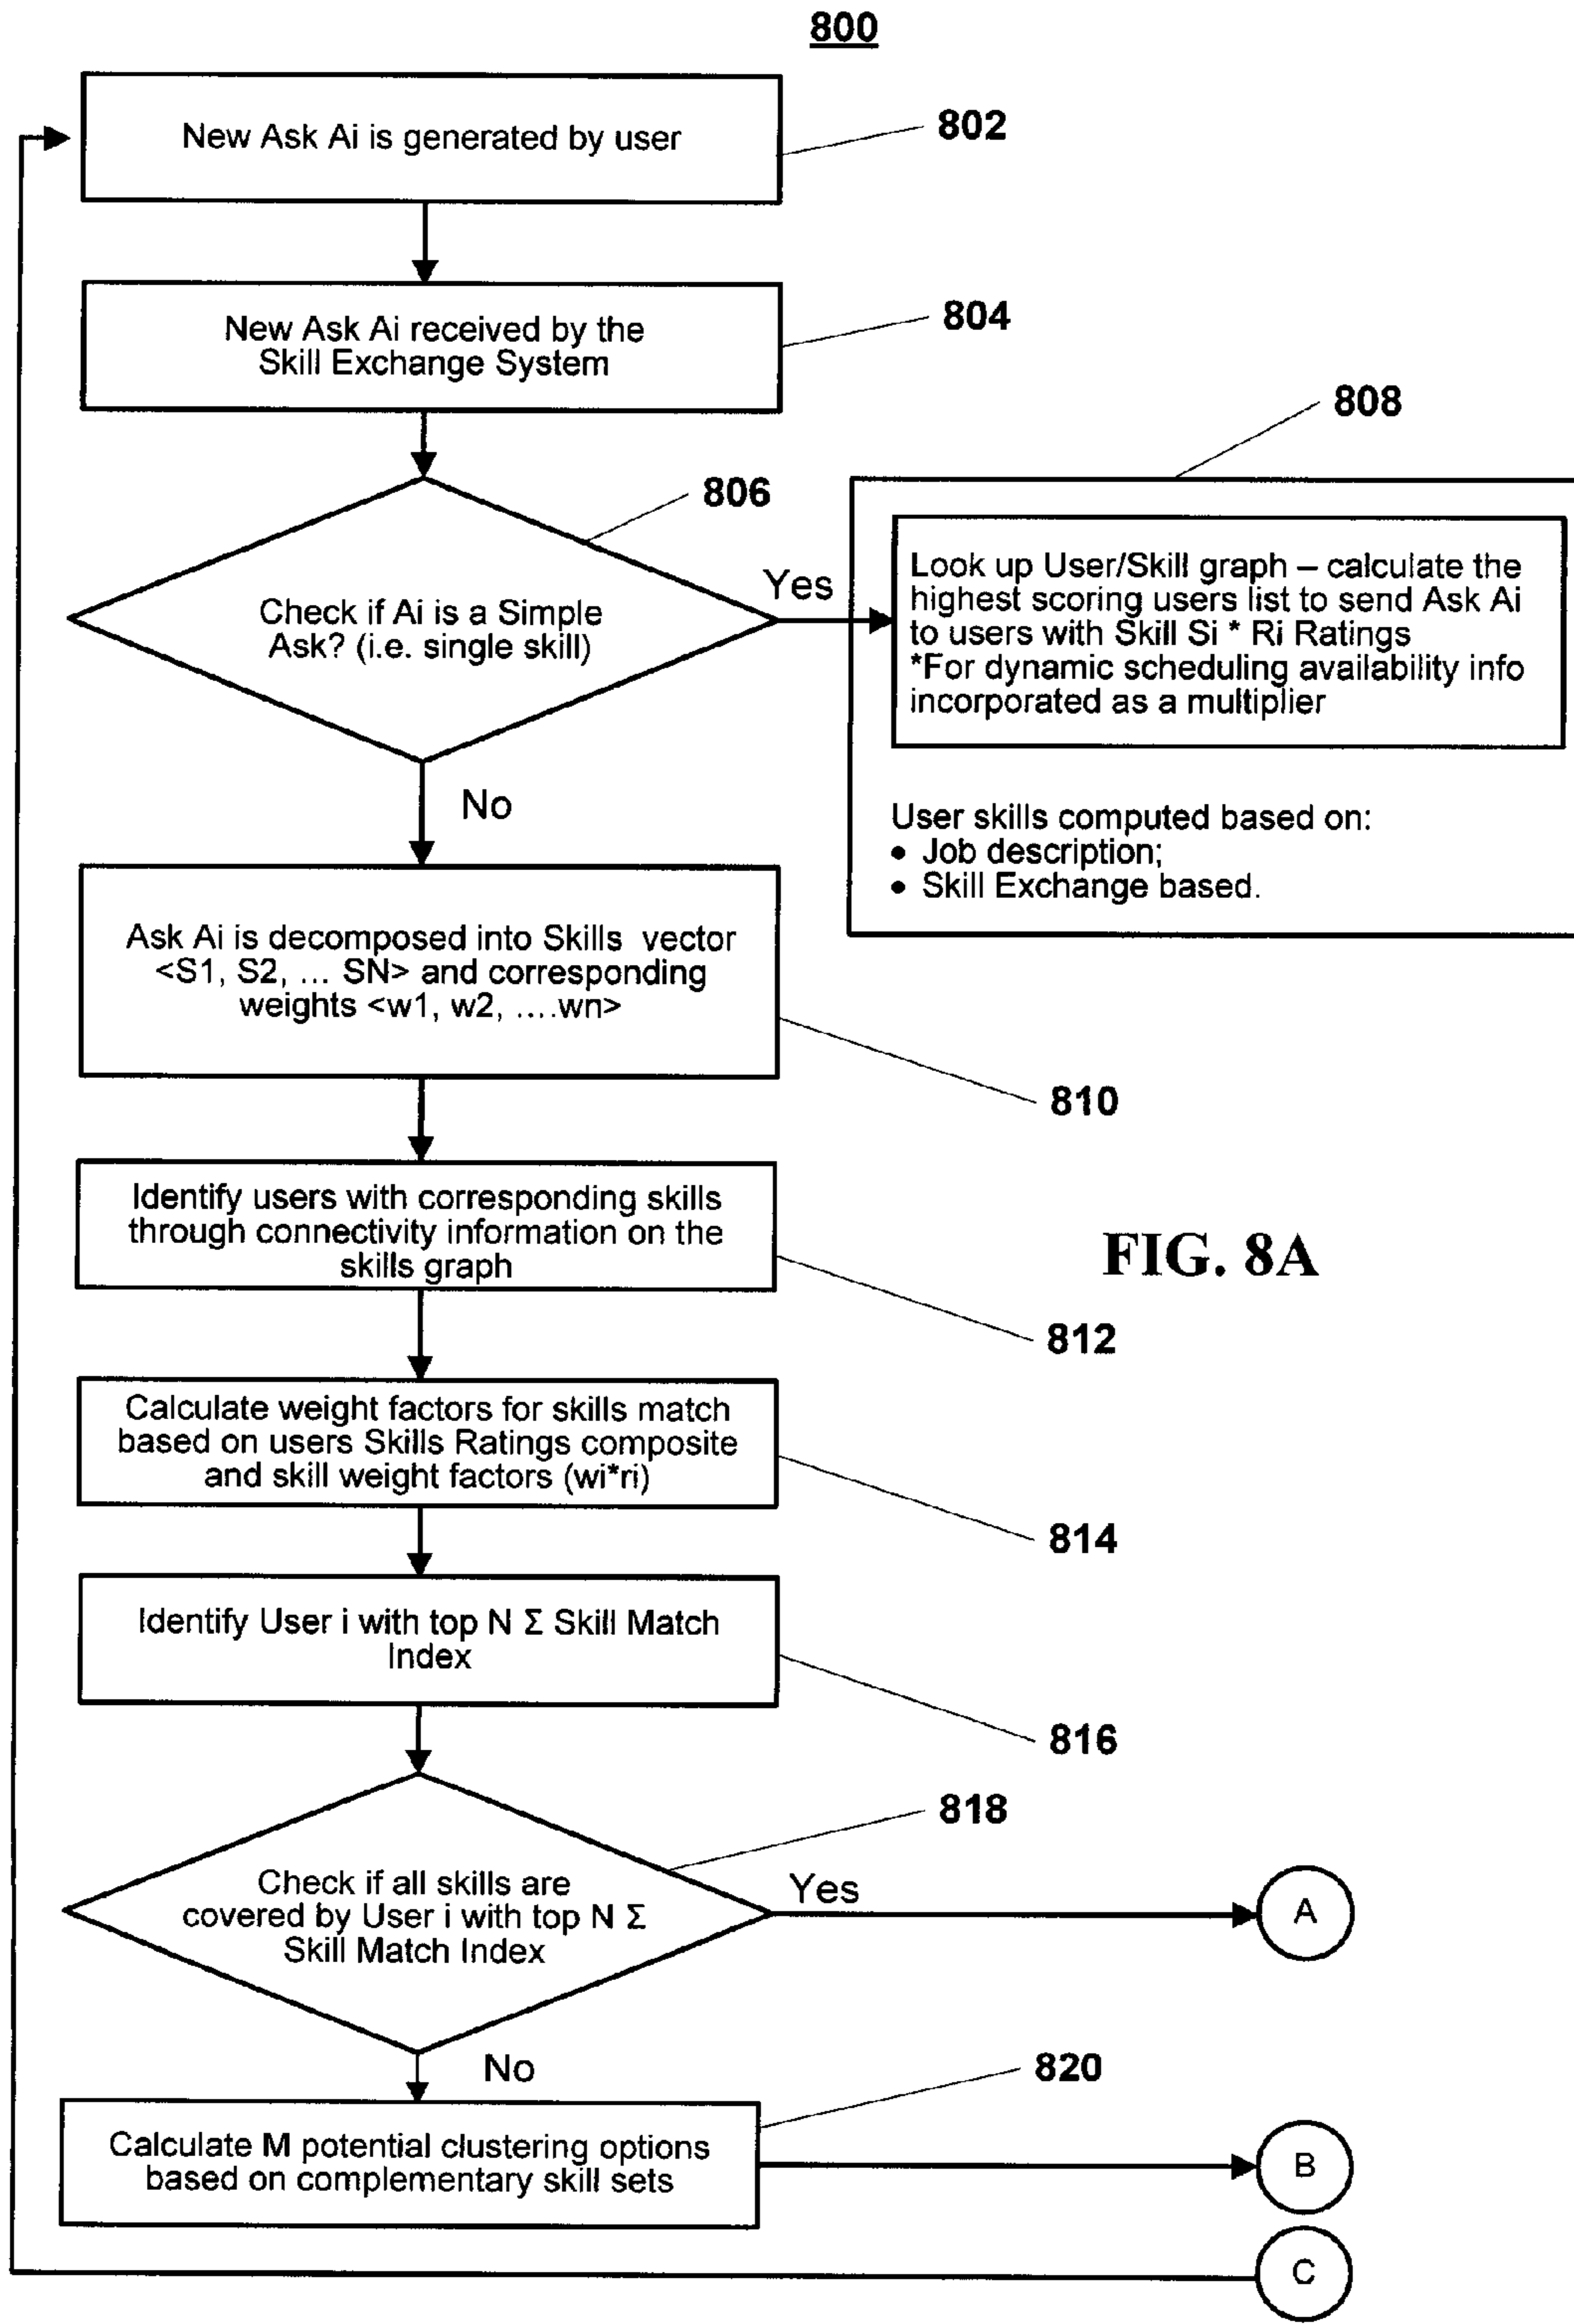 800
New Ask Ai is generated by user
802
New Ask Ai received by the
Skill Exchange System
804
808
806
Check if Ai is a Simple
Ask? (i.e. single skill)
Yes
Look up User/Skill graph – calculate the
highest scoring users list to send Ask Ai
to users with Skill Si * Ri Ratings
*For dynamic scheduling availability info
incorporated as a multiplier
User skills computed based on:
• Job description;
• Skill Exchange based.
No
Ask Ai is decomposed into Skills vector
<S1, S2, ... SN> and corresponding
weights <w1, w2, ....wn>
810
Identify users with corresponding skills
through connectivity information on the
skills graph
812
FIG. 8A
Calculate weight factors for skills match
based on users Skills Ratings composite
and skill weight factors (wi*ri)
814
Identify User i with top N Σ Skill Match
Index
816
818
Check if all skills are
covered by User i with top N Σ
Skill Match Index
Yes
A
No
820
Calculate M potential clustering options
based on complementary skill sets
B
C